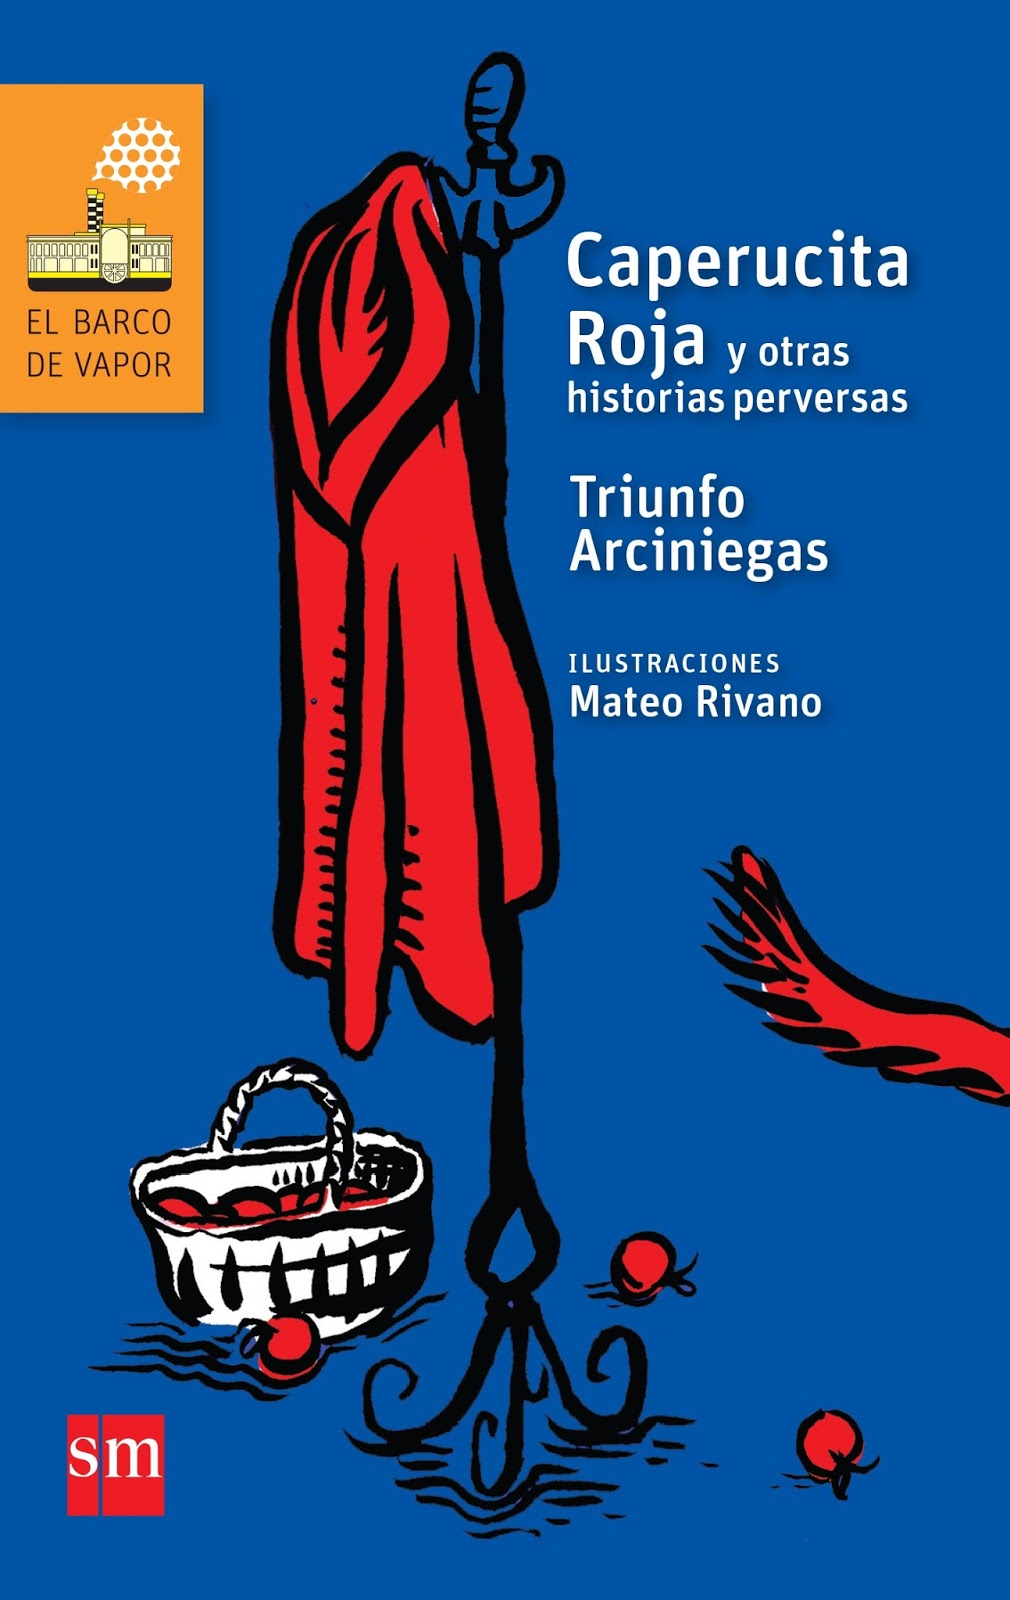 EL BARCO
DE VAPOR
Caperucita
Roja y otras
historias perversas
Triunfo
Arciniegas
ILUSTRACIONES
Mateo Rivano
sm